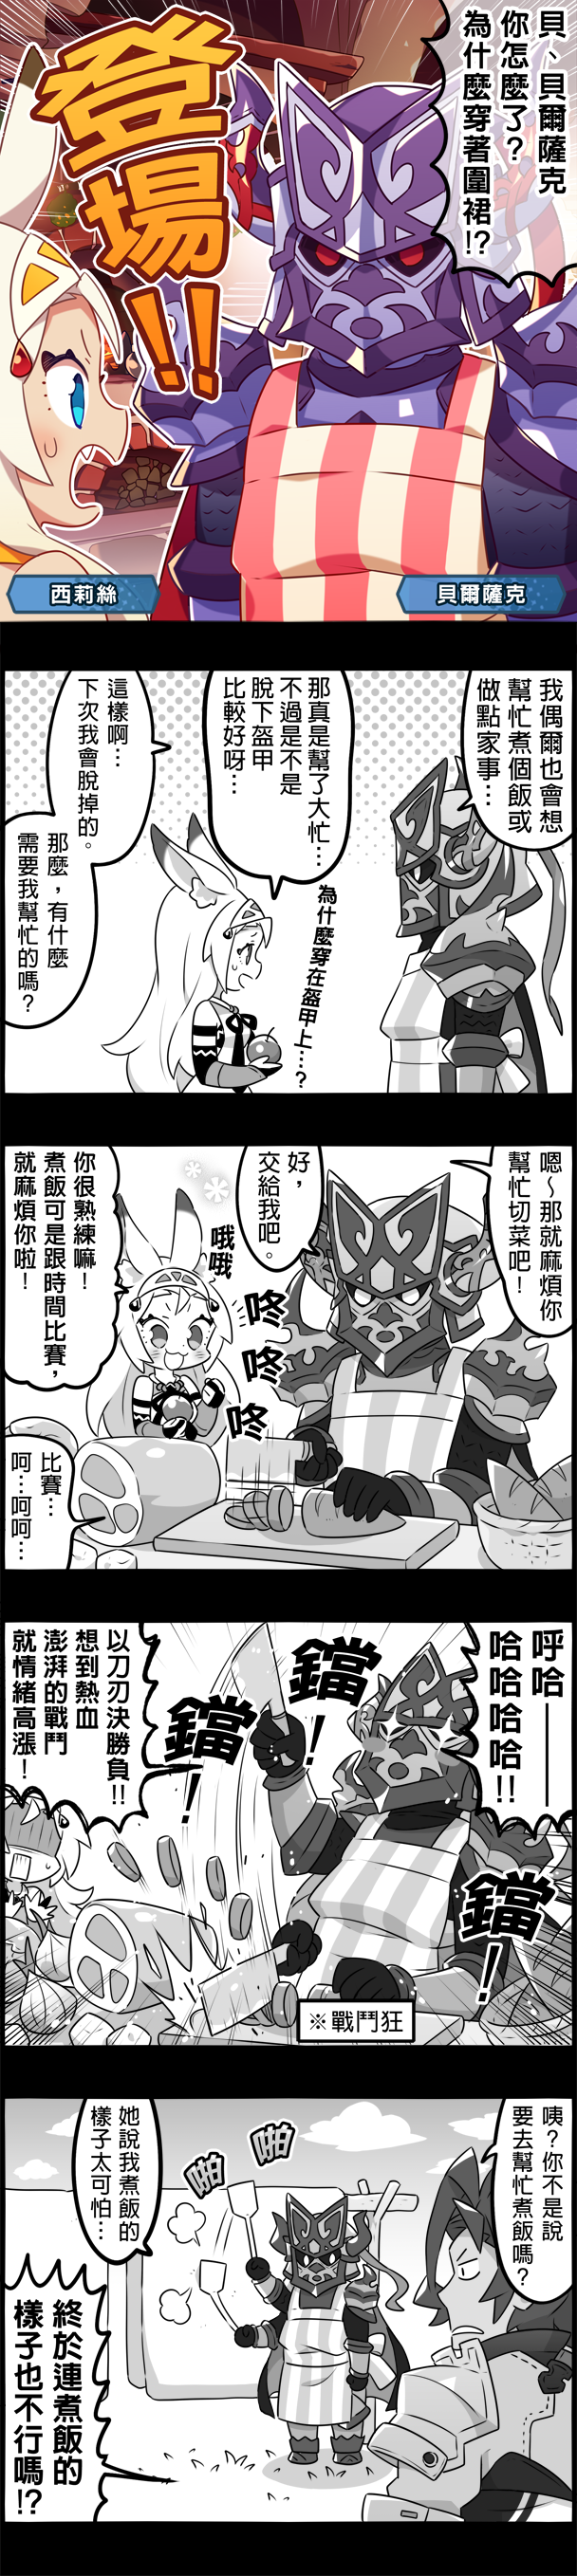 貝、貝爾薩克
你怎麼了？
為什麼穿著圍裙!?
登場!!
西莉絲
貝爾薩克
我偶爾也會想
幫忙煮個飯或
做點家事…
那真是幫了大忙…
不過是不是
脫下盔甲
比較好呀…
為什麼穿在盔甲上…？
這樣啊…
下次我會脫掉的。
那麼，有什麼
需要我幫忙的嗎？
嗯～那就麻煩你
幫忙切菜吧！
好，
交給我吧。
哦哦
咚
咚
咚
你很熟練嘛！
煮飯可是跟時間比賽，
就麻煩你啦！
比賽…
呵…呵呵…
呼哈——
哈哈哈哈!!
鐺！
鐺！
鐺！
以刀刃決勝負!!
想到熱血
澎湃的戰鬥
就情緒高漲！
※戰鬥狂
咦？你不是說
要去幫忙煮飯嗎？
啪
啪
她說我煮飯的
樣子太可怕…
終於連煮飯的
樣子也不行嗎!?